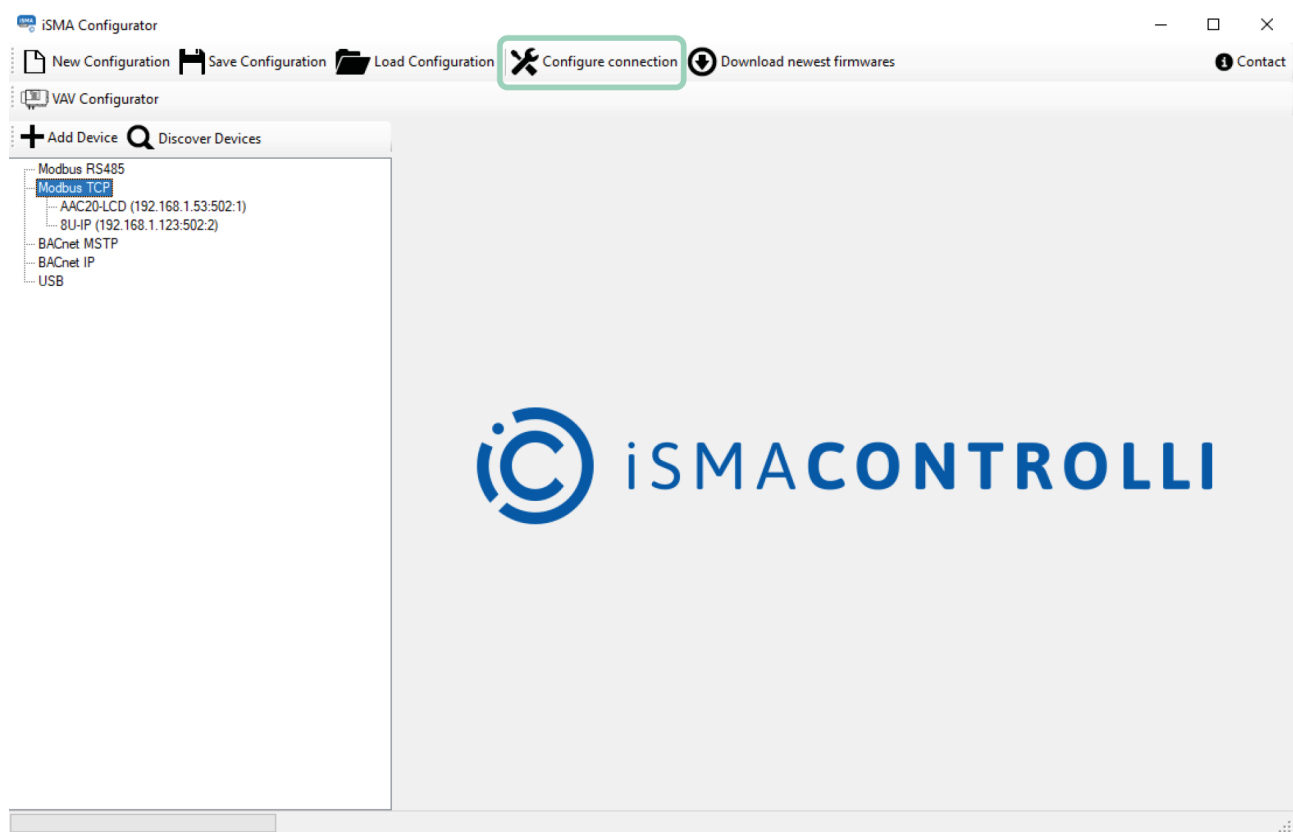 iSMA Configurator
New Configuration Save Configuration Load Configuration Configure connection Download newest firmwares Contact
VAV Configurator
Add Device Discover Devices
Modbus RS485
Modbus TCP
AAC20-LCD (192.168.1.53:502:1)
8U-IP (192.168.1.123:502:2)
BACnet MSTP
BACnet IP
USB
iSMACONTROLLI